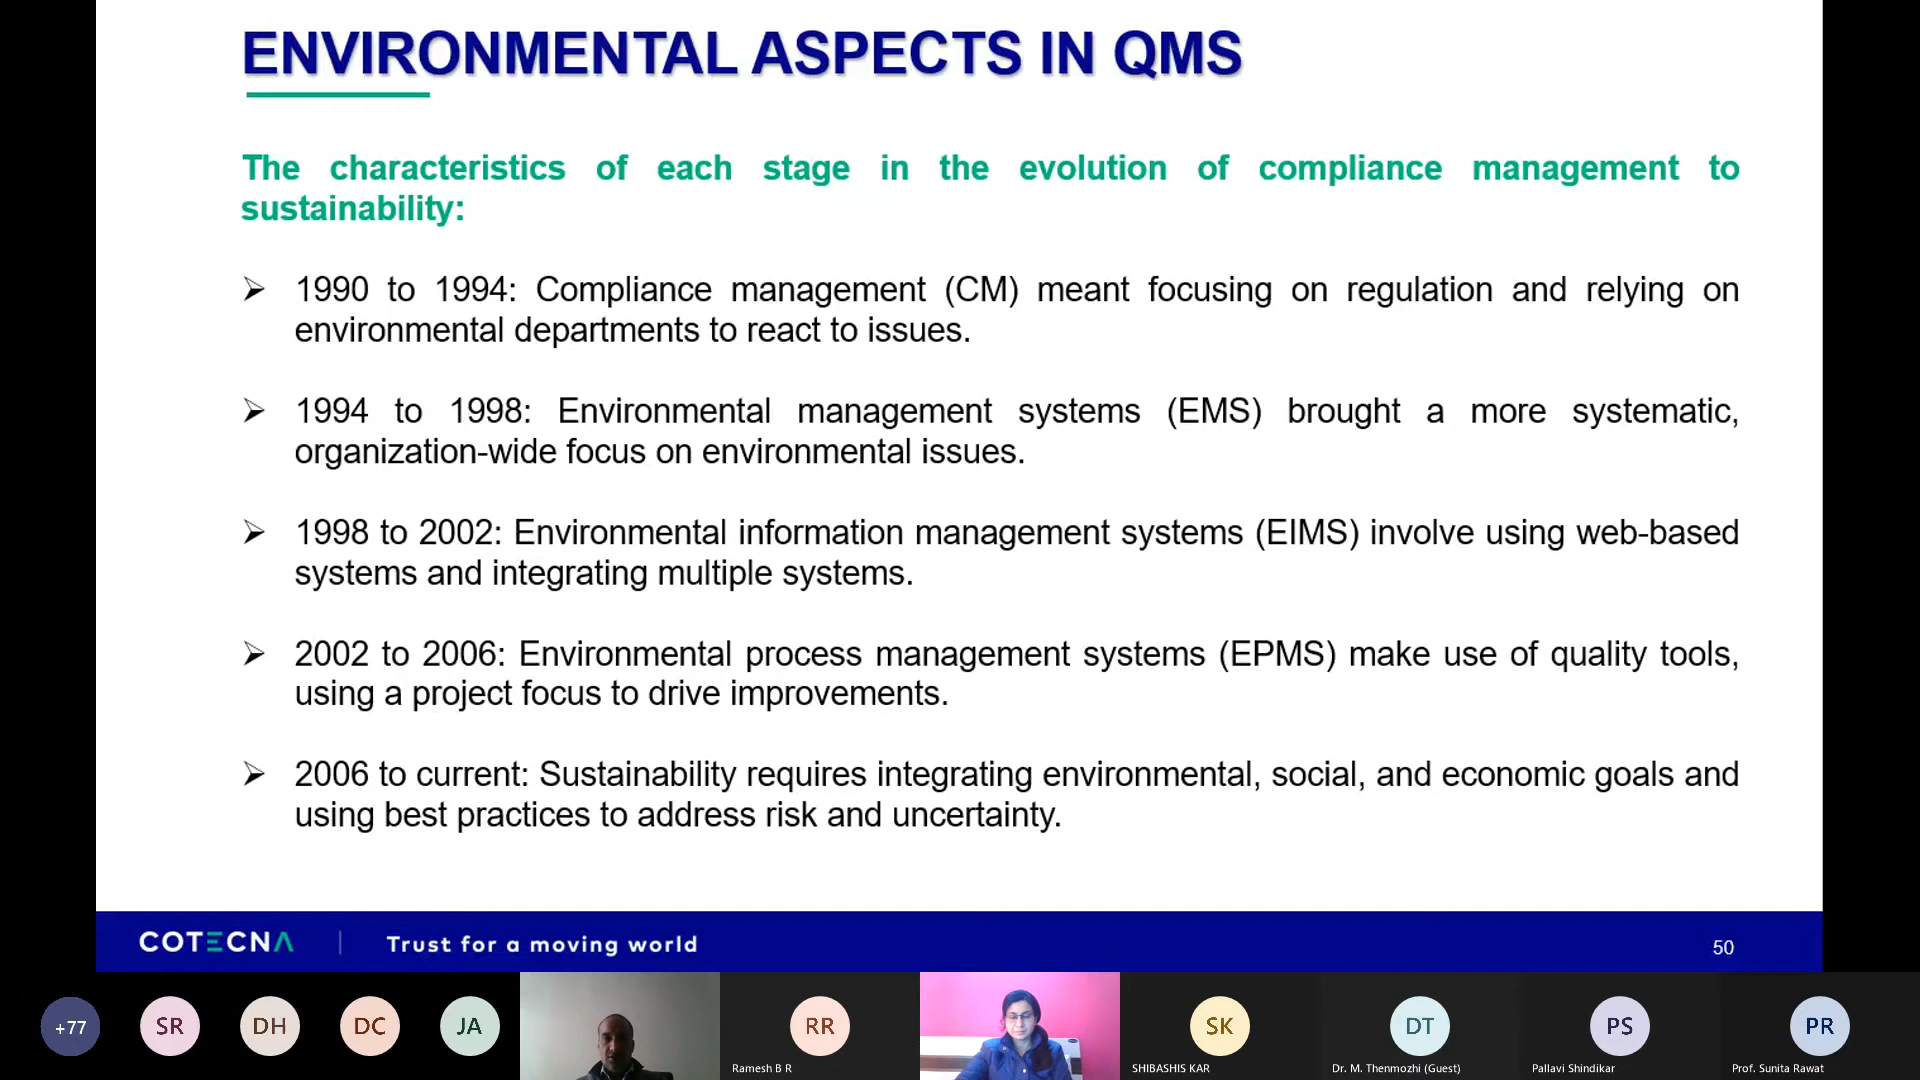 ENVIRONMENTAL ASPECTS IN QMS
The characteristics of each stage in the evolution of compliance management to
sustainability:
1990 to 1994: Compliance management (CM) meant focusing on regulation and relying on
environmental departments to react to issues.
1994 to 1998: Environmental management systems (EMS) brought a more systematic,
organization-wide focus on environmental issues.
1998 to 2002: Environmental information management systems (EIMS) involve using web-based
systems and integrating multiple systems.
2002 to 2006: Environmental process management systems (EPMS) make use of quality tools,
using a project focus to drive improvements.
2006 to current: Sustainability requires integrating environmental, social, and economic goals and
using best practices to address risk and uncertainty.
COTECNA | Trust for a moving world 50
+77 SR DH DC JA RR SK DT PS PR
Ramesh B R SHIBASHIS KAR Dr. M. Thenmozhi (Guest) Pallavi Shindikar Prof. Sunita Rawat